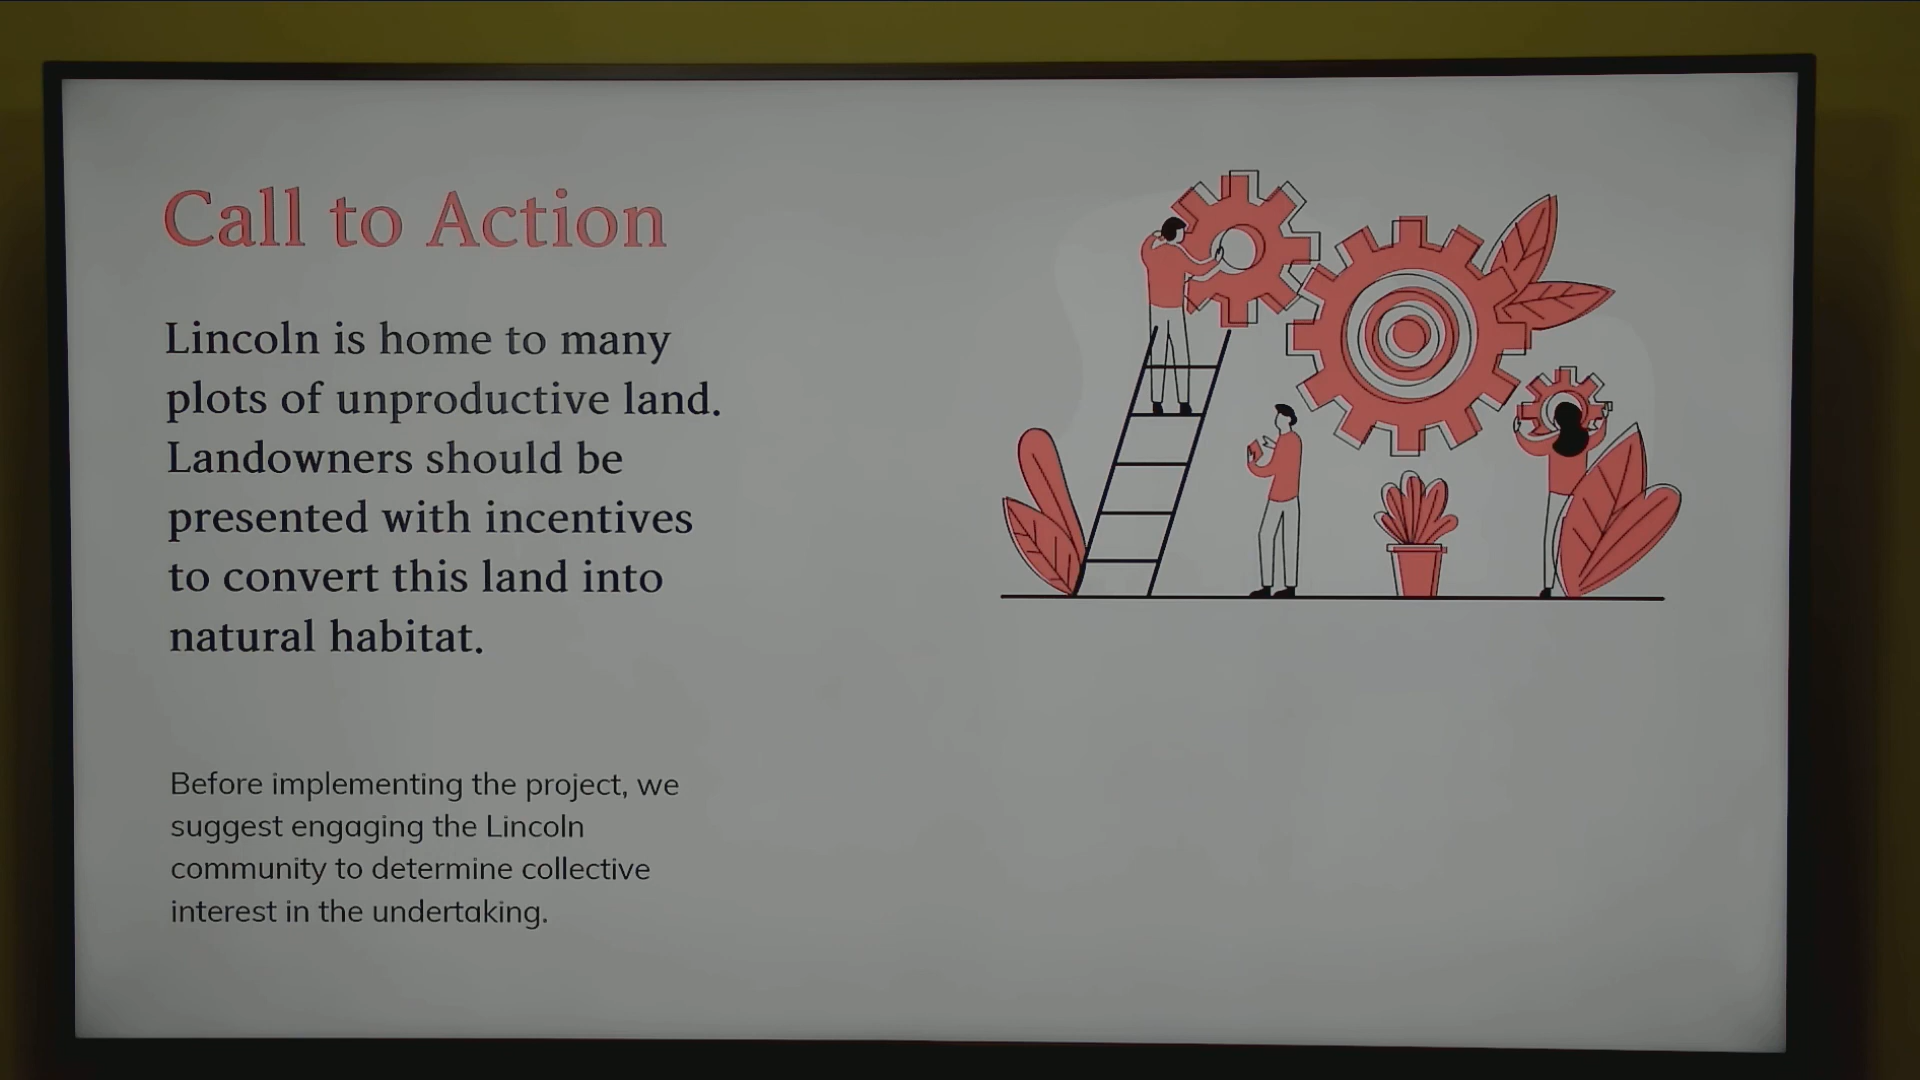 Call to Action
Lincoln is home to many
plots of unproductive land.
Landowners should be
presented with incentives
to convert this land into
natural habitat.
Before implementing the project, we
suggest engaging the Lincoln
community to determine collective
interest in the undertaking.